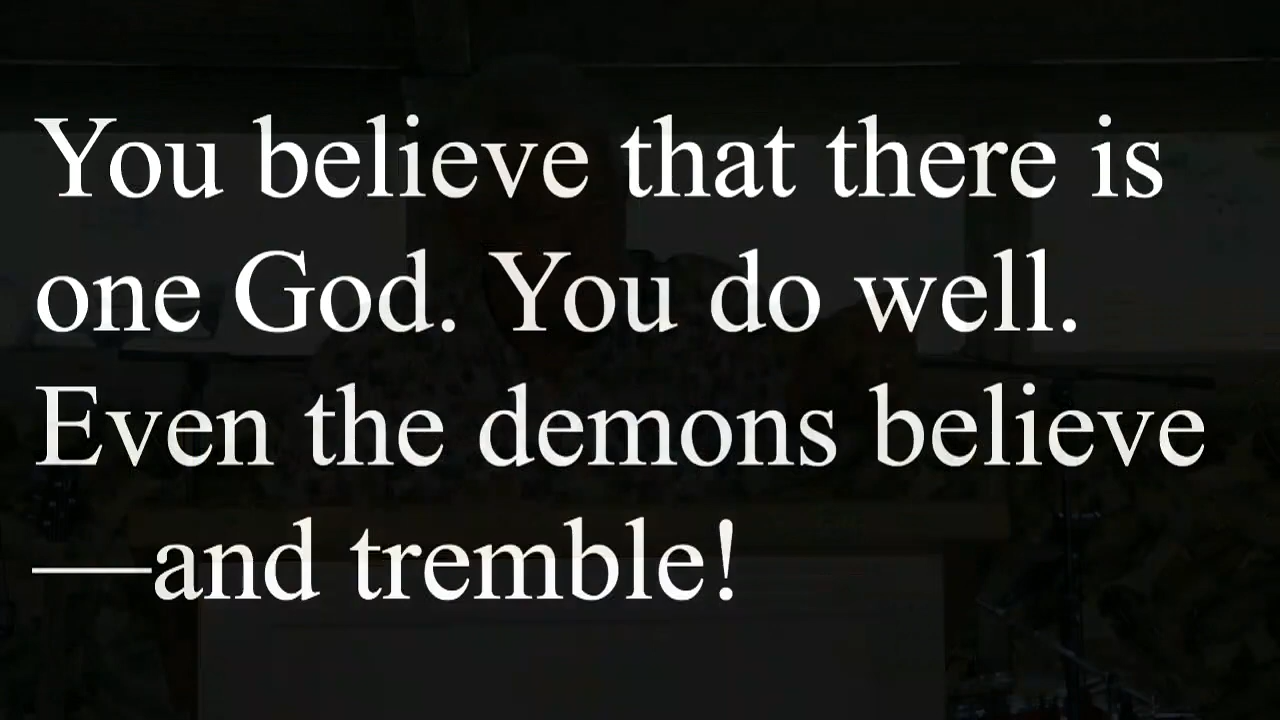 You believe that there is
one God. You do well.
Even the demons believe
—and tremble!